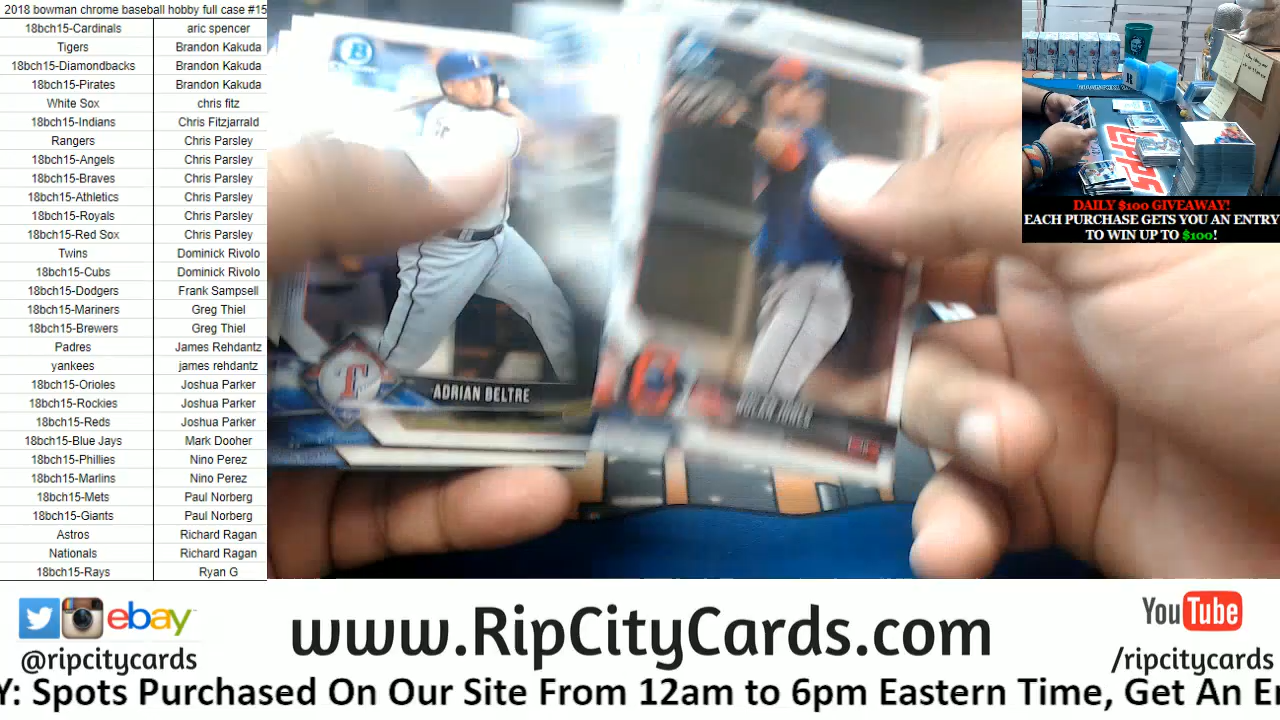 2018 bowman chrome baseball hobby full case #15
18bch15-Cardinals aric spencer
Tigers Brandon Kakuda
18bch15-Diamondbacks Brandon Kakuda
18bch15-Pirates Brandon Kakuda
White Sox chris fitz
18bch15-Indians Chris Fitzjarrald
Rangers Chris Parsley
18bch15-Angels Chris Parsley
18bch15-Braves Chris Parsley
18bch15-Athletics Chris Parsley
18bch15-Royals Chris Parsley
18bch15-Red Sox Chris Parsley
Twins Dominick Rivolo
18bch15-Cubs Dominick Rivolo
18bch15-Dodgers Frank Sampsell
18bch15-Mariners Greg Thiel
18bch15-Brewers Greg Thiel
Padres James Rehdantz
yankees james rehdantz
18bch15-Orioles Joshua Parker
18bch15-Rockies Joshua Parker
18bch15-Reds Joshua Parker
18bch15-Blue Jays Mark Dooher
18bch15-Phillies Nino Perez
18bch15-Marlins Nino Perez
18bch15-Mets Paul Norberg
18bch15-Giants Paul Norberg
Astros Richard Ragan
Nationals Richard Ragan
18bch15-Rays Ryan G
B
T
ADRIAN BELTRE
NOLAN JONES
Topps
DAILY $100 GIVEAWAY!
EACH PURCHASE GETS YOU AN ENTRY
TO WIN UP TO $100!
ebay
@ripcitycards
www.RipCityCards.com
YouTube
/ripcitycards
Y: Spots Purchased On Our Site From 12am to 6pm Eastern Time, Get An E